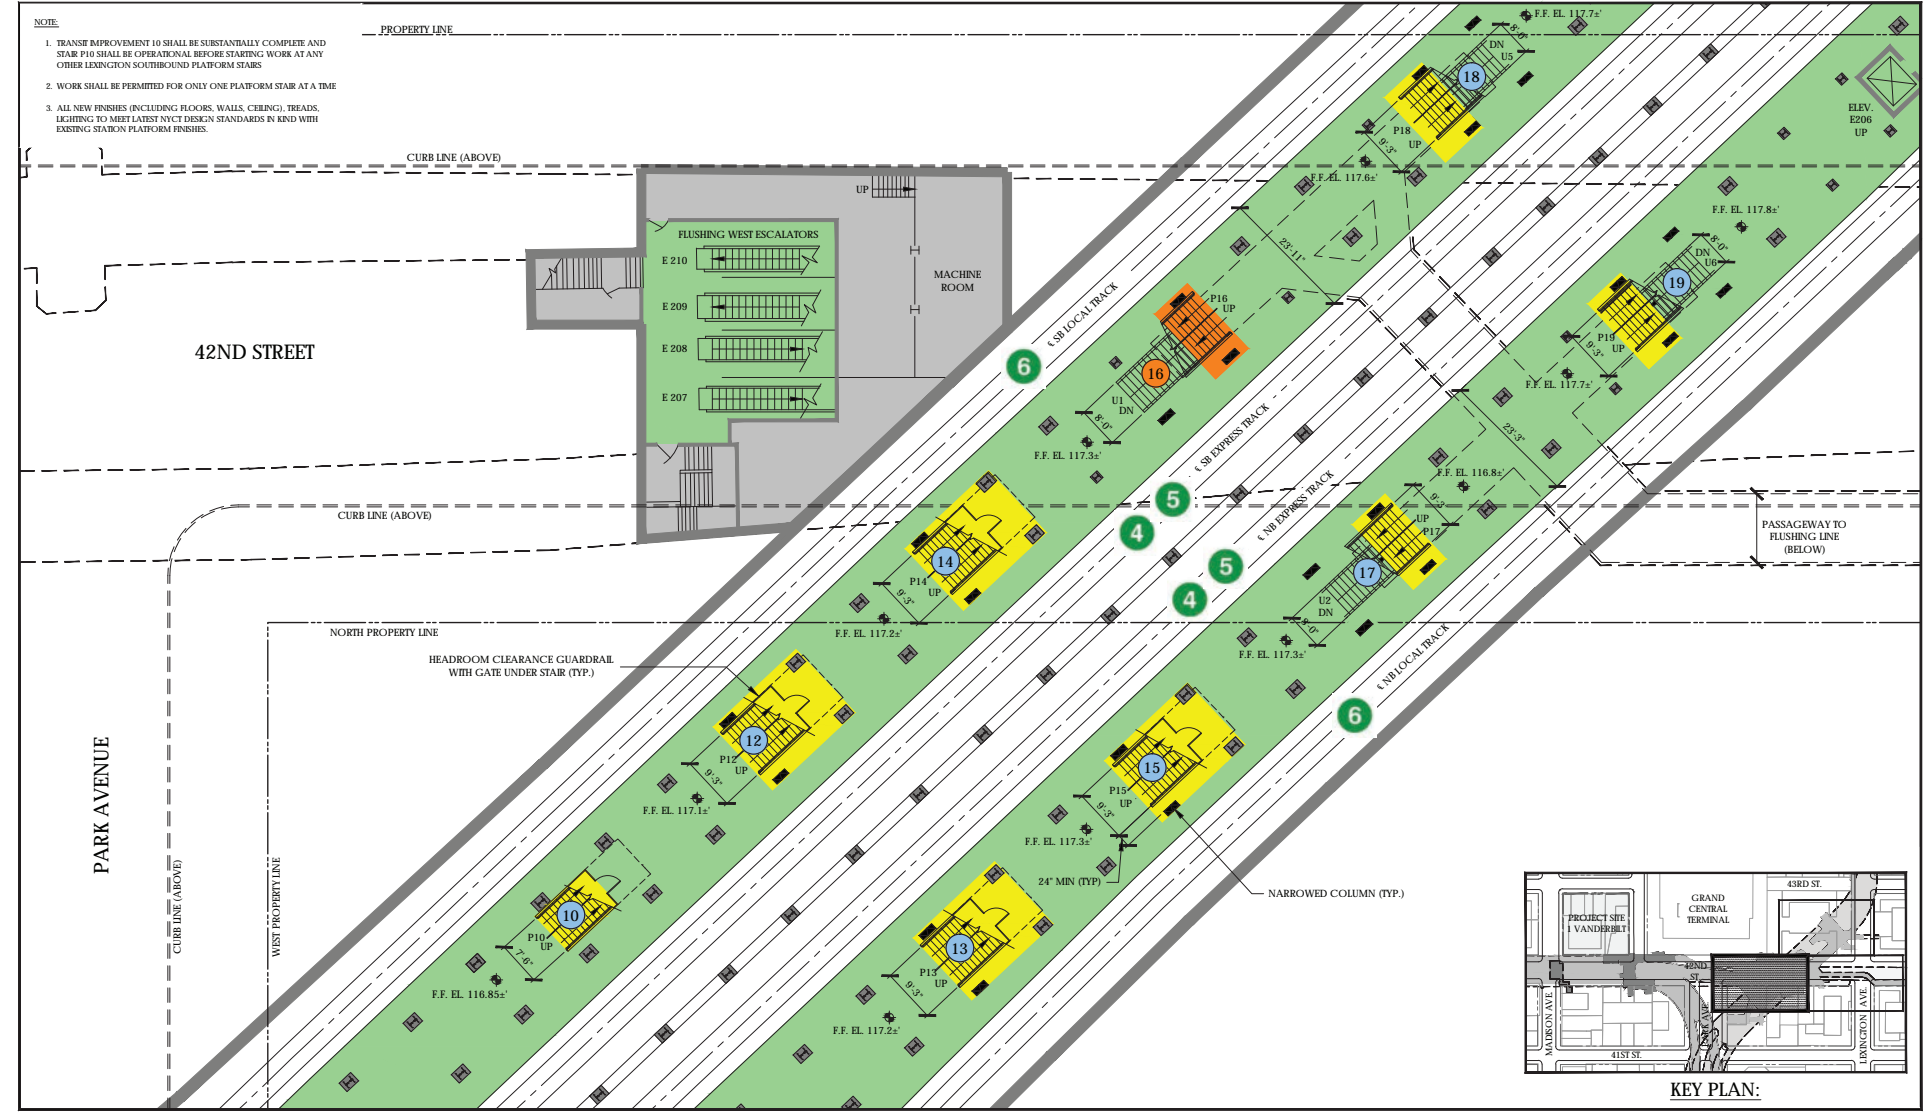 NOTE:
1. TRANSIT IMPROVEMENT 10 SHALL BE SUBSTANTIALLY COMPLETE AND
STAIR P10 SHALL BE OPERATIONAL BEFORE STARTING WORK AT ANY
OTHER LEXINGTON SOUTHBOUND PLATFORM STAIRS
2. WORK SHALL BE PERMITTED FOR ONLY ONE PLATFORM STAIR AT A TIME
3. ALL NEW FINISHES (INCLUDING FLOORS, WALLS, CEILING), TREADS,
LIGHTING TO MEET LATEST NYCT DESIGN STANDARDS IN KIND WITH
EXISTING STATION PLATFORM FINISHES.
PROPERTY LINE
CURB LINE (ABOVE)
F.F. EL. 117.7±'
8'-0"
DN
U5
18
P18
UP
9'-3"
F.F. EL. 117.6±'
ELEV.
E206
UP
UP
FLUSHING WEST ESCALATORS
E 210
E 209
E 208
E 207
MACHINE
ROOM
42ND STREET
F.F. EL. 117.8±'
8'-0"
DN
U6
19
P19
UP
9'-3"
F.F. EL. 117.7±'
23'-11"
℄ SB LOCAL TRACK
6
P16
UP
16
U1
DN
8'-0"
F.F. EL. 117.3±'
23'-3"
℄ SB EXPRESS TRACK
5
4
℄ NB EXPRESS TRACK
5
4
F.F. EL. 116.8±'
9'-3"
UP
P17
17
U2
DN
8'-0"
F.F. EL. 117.3±'
PASSAGEWAY TO
FLUSHING LINE
(BELOW)
CURB LINE (ABOVE)
14
P14
UP
9'-3"
F.F. EL. 117.2±'
NORTH PROPERTY LINE
HEADROOM CLEARANCE GUARDRAIL
WITH GATE UNDER STAIR (TYP.)
℄ NB LOCAL TRACK
6
12
P12
UP
9'-3"
F.F. EL. 117.1±'
15
P15
UP
9'-3"
F.F. EL. 117.3±'
24" MIN (TYP)
NARROWED COLUMN (TYP.)
PARK AVENUE
CURB LINE (ABOVE)
WEST PROPERTY LINE
10
P10
UP
7'-6"
F.F. EL. 116.85±'
13
P13
UP
9'-3"
F.F. EL. 117.2±'
43RD ST.
GRAND
CENTRAL
TERMINAL
PROJECT SITE
1 VANDERBILT
42ND
ST.
MADISON AVE.
PARK AVE.
LEXINGTON AVE.
41ST ST.
KEY PLAN: